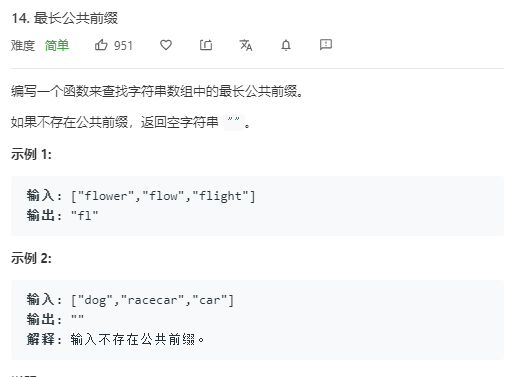 14. 最长公共前缀
难度 简单 951
编写一个函数来查找字符串数组中的最长公共前缀。
如果不存在公共前缀，返回空字符串 ""。
示例 1:
输入: ["flower","flow","flight"]
输出: "fl"
示例 2:
输入: ["dog","racecar","car"]
输出: ""
解释: 输入不存在公共前缀。